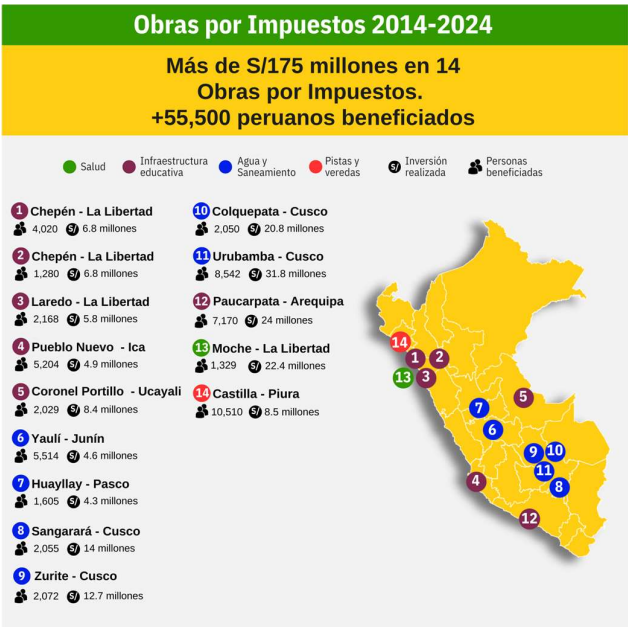 Obras por Impuestos 2014-2024
Más de S/175 millones en 14
Obras por Impuestos.
+55,500 peruanos beneficiados
Salud
Infraestructura
educativa
Agua y
Saneamiento
Pistas y
veredas
S/ Inversión
realizada
Personas
beneficiadas
1 Chepén - La Libertad
4,020 S/ 6.8 millones
2 Chepén - La Libertad
1,280 S/ 6.8 millones
3 Laredo - La Libertad
2,168 S/ 5.8 millones
4 Pueblo Nuevo - Ica
5,204 S/ 4.9 millones
5 Coronel Portillo - Ucayali
2,029 S/ 8.4 millones
6 Yaulí - Junín
5,514 S/ 4.6 millones
7 Huayllay - Pasco
1,605 S/ 4.3 millones
8 Sangarará - Cusco
2,055 S/ 14 millones
9 Zurite - Cusco
2,072 S/ 12.7 millones
10 Colquepata - Cusco
2,050 S/ 20.8 millones
11 Urubamba - Cusco
8,542 S/ 31.8 millones
12 Paucarpata - Arequipa
7,170 S/ 24 millones
13 Moche - La Libertad
1,329 S/ 22.4 millones
14 Castilla - Piura
10,510 S/ 8.5 millones
14
1 2
13 3
5
7
6
9 10
11
4 8
12